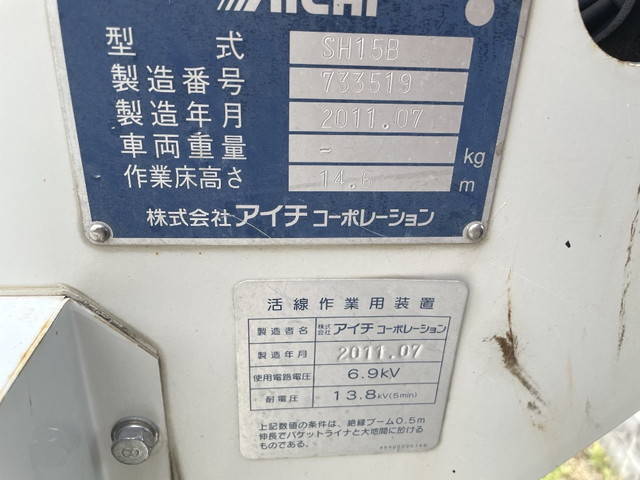 AICHI
型式 SH15B
製造番号 733519
製造年月 2011.07
車両重量 - kg
作業床高さ 14. m
株式会社 アイチ コーポレーション
活線作業用装置
製造者名 株式会社 アイチ コーポレーション
製造年月 2011.07
使用電路電圧 6.9kV
耐電圧 13.8kV(5min)
上記数値の条件は、絶縁ブーム0.5m
伸長でバケットライナと大地間に於ける
ものである。